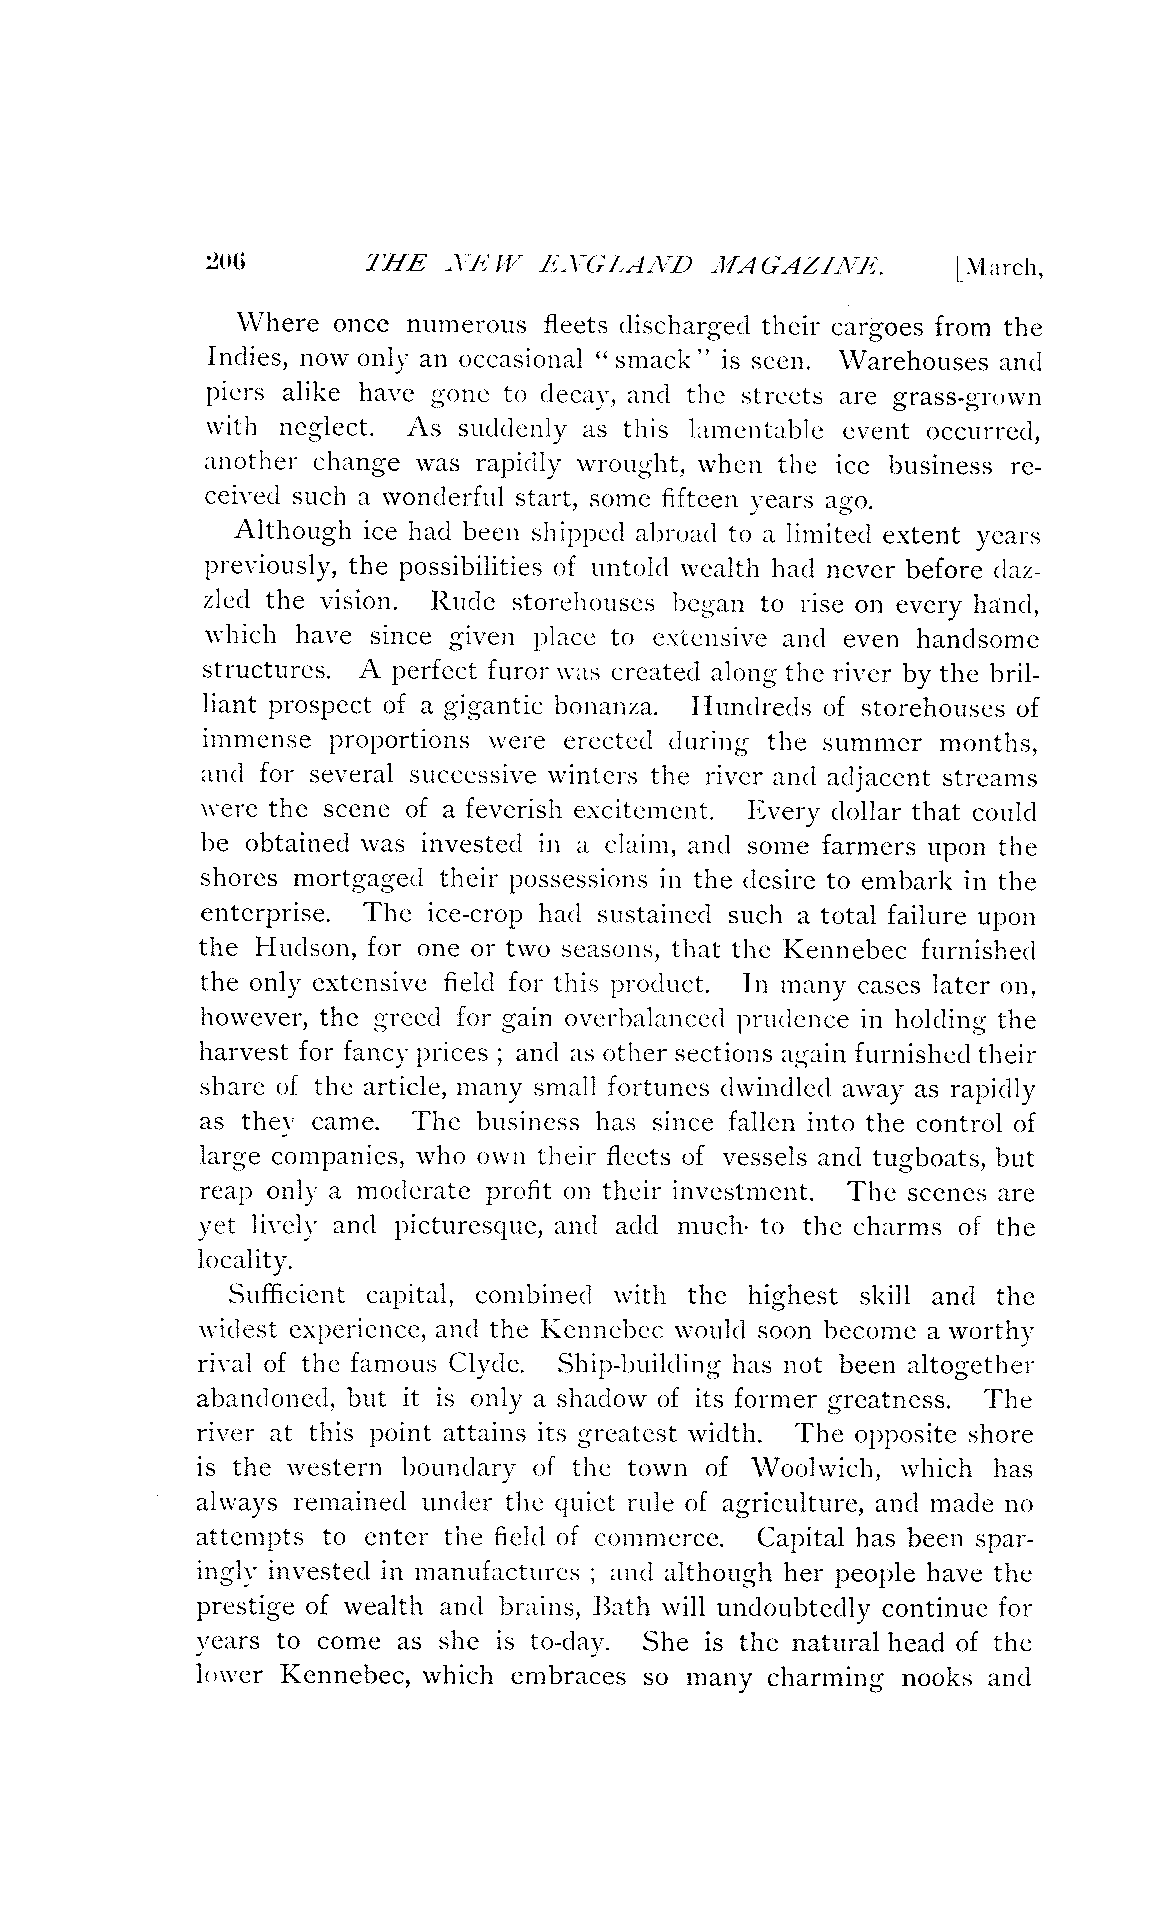 206 THE NEW ENGLAND MAGAZINE. [March,
Where once numerous fleets discharged their cargoes from the
Indies, now only an occasional “ smack ” is seen. Warehouses and
piers alike have gone to decay, and the streets are grass-grown
with neglect. As suddenly as this lamentable event occurred,
another change was rapidly wrought, when the ice business re-
ceived such a wonderful start, some fifteen years ago.
Although ice had been shipped abroad to a limited extent years
previously, the possibilities of untold wealth had never before daz-
zled the vision. Rude storehouses began to rise on every hand,
which have since given place to extensive and even handsome
structures. A perfect furor was created along the river by the bril-
liant prospect of a gigantic bonanza. Hundreds of storehouses of
immense proportions were erected during the summer months,
and for several successive winters the river and adjacent streams
were the scene of a feverish excitement. Every dollar that could
be obtained was invested in a claim, and some farmers upon the
shores mortgaged their possessions in the desire to embark in the
enterprise. The ice-crop had sustained such a total failure upon
the Hudson, for one or two seasons, that the Kennebec furnished
the only extensive field for this product. In many cases later on,
however, the greed for gain overbalanced prudence in holding the
harvest for fancy prices ; and as other sections again furnished their
share of the article, many small fortunes dwindled away as rapidly
as they came. The business has since fallen into the control of
large companies, who own their fleets of vessels and tugboats, but
reap only a moderate profit on their investment. The scenes are
yet lively and picturesque, and add much to the charms of the
locality.
Sufficient capital, combined with the highest skill and the
widest experience, and the Kennebec would soon become a worthy
rival of the famous Clyde. Ship-building has not been altogether
abandoned, but it is only a shadow of its former greatness. The
river at this point attains its greatest width. The opposite shore
is the western boundary of the town of Woolwich, which has
always remained under the quiet rule of agriculture, and made no
attempts to enter the field of commerce. Capital has been spar-
ingly invested in manufactures ; and although her people have the
prestige of wealth and brains, Bath will undoubtedly continue for
years to come as she is to-day. She is the natural head of the
lower Kennebec, which embraces so many charming nooks and